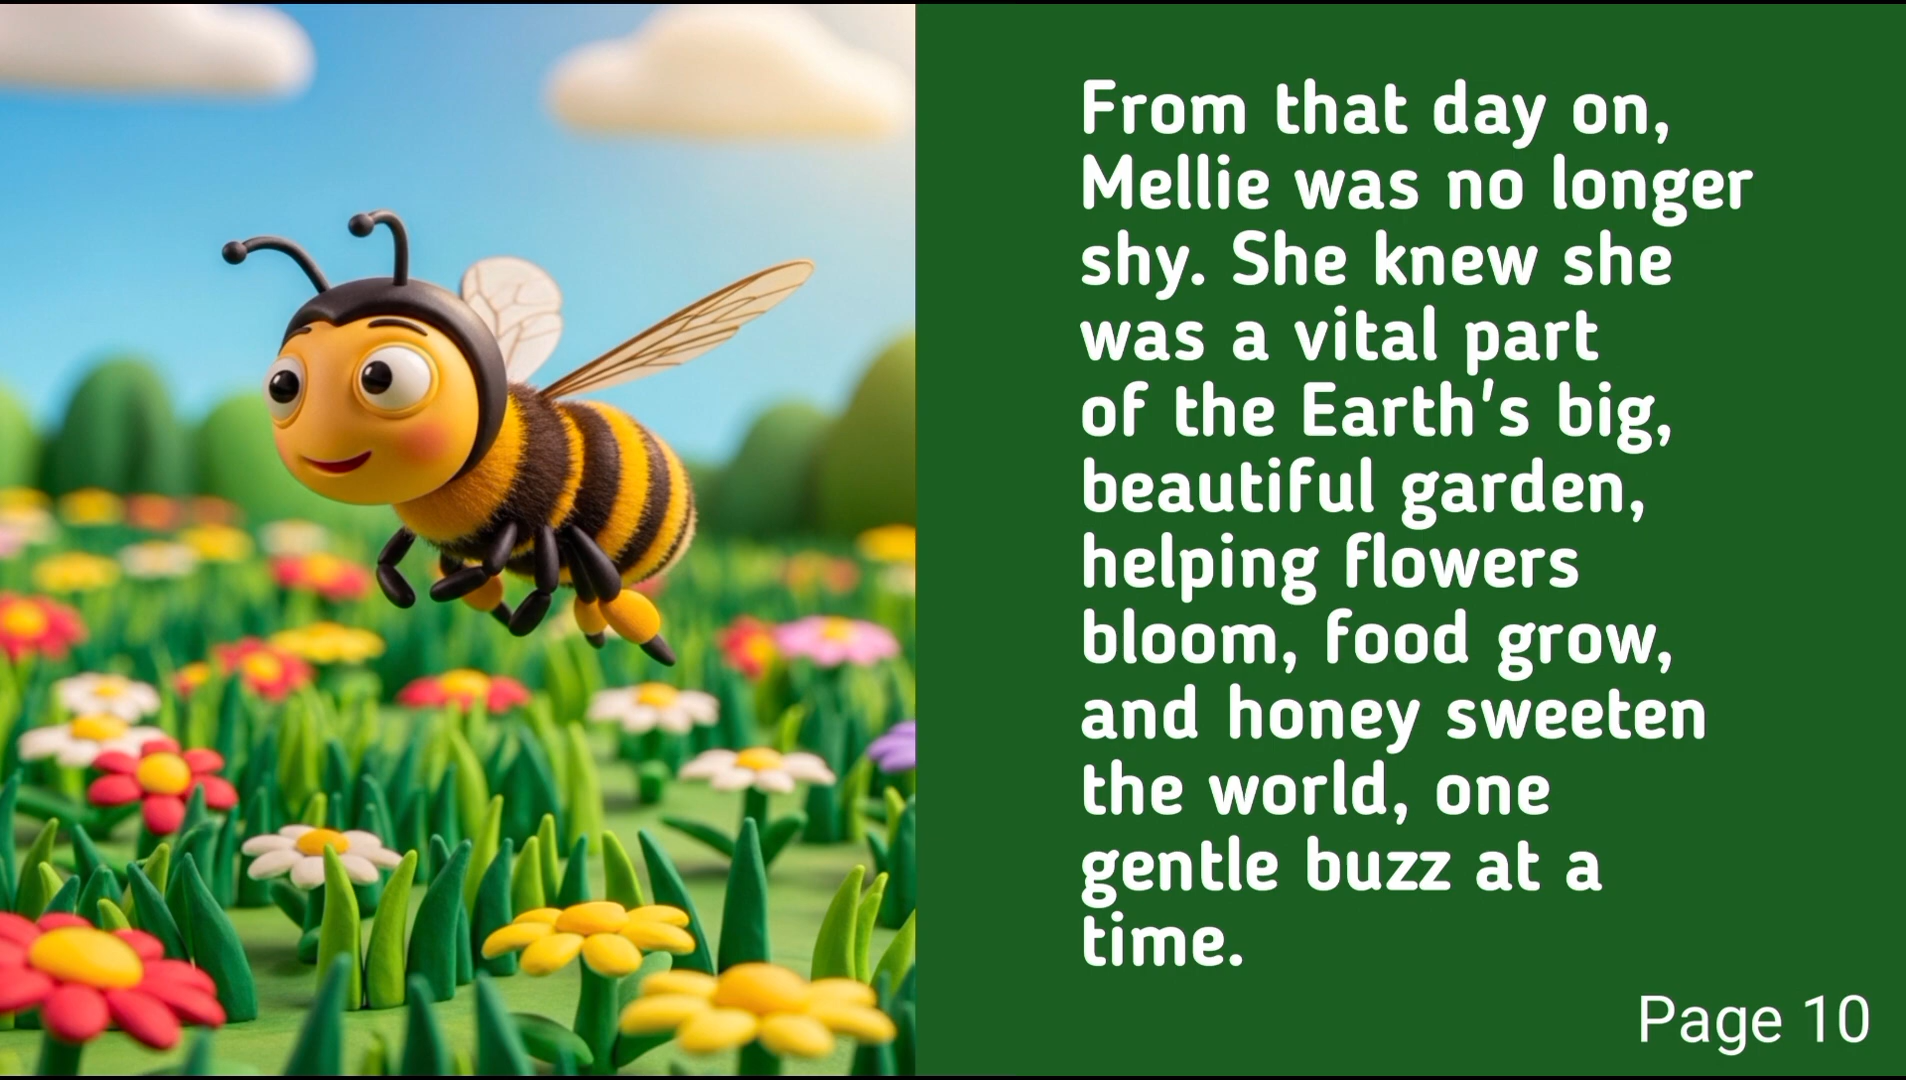 From that day on,
Mellie was no longer
shy. She knew she
was a vital part
of the Earth's big,
beautiful garden,
helping flowers
bloom, food grow,
and honey sweeten
the world, one
gentle buzz at a
time.
Page 10